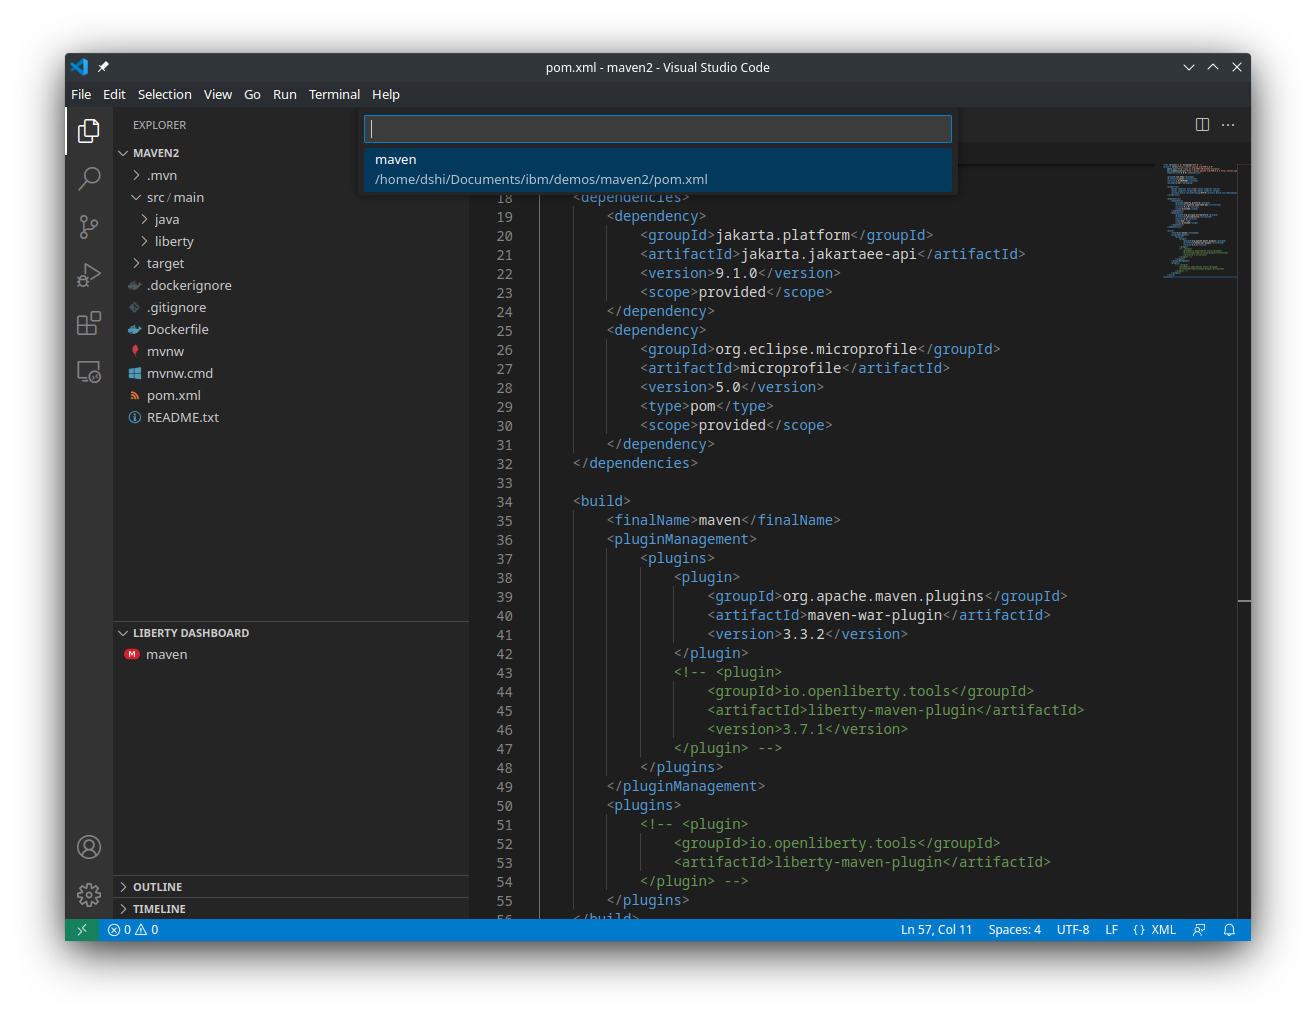 pom.xml - maven2 - Visual Studio Code
File Edit Selection View Go Run Terminal Help
EXPLORER
MAVEN2
.mvn
src / main
java
liberty
target
.dockerignore
.gitignore
Dockerfile
mvnw
mvnw.cmd
pom.xml
README.txt
LIBERTY DASHBOARD
M maven
OUTLINE
TIMELINE
maven
/home/dshi/Documents/ibm/demos/maven2/pom.xml
18 <dependencies>
19 <dependency>
20 <groupId>jakarta.platform</groupId>
21 <artifactId>jakarta.jakartaee-api</artifactId>
22 <version>9.1.0</version>
23 <scope>provided</scope>
24 </dependency>
25 <dependency>
26 <groupId>org.eclipse.microprofile</groupId>
27 <artifactId>microprofile</artifactId>
28 <version>5.0</version>
29 <type>pom</type>
30 <scope>provided</scope>
31 </dependency>
32 </dependencies>
33
34 <build>
35 <finalName>maven</finalName>
36 <pluginManagement>
37 <plugins>
38 <plugin>
39 <groupId>org.apache.maven.plugins</groupId>
40 <artifactId>maven-war-plugin</artifactId>
41 <version>3.3.2</version>
42 </plugin>
43 <!-- <plugin>
44 <groupId>io.openliberty.tools</groupId>
45 <artifactId>liberty-maven-plugin</artifactId>
46 <version>3.7.1</version>
47 </plugin> -->
48 </plugins>
49 </pluginManagement>
50 <plugins>
51 <!-- <plugin>
52 <groupId>io.openliberty.tools</groupId>
53 <artifactId>liberty-maven-plugin</artifactId>
54 </plugin> -->
55 </plugins>
56 </build>
0 0 Ln 57, Col 11 Spaces: 4 UTF-8 LF {} XML